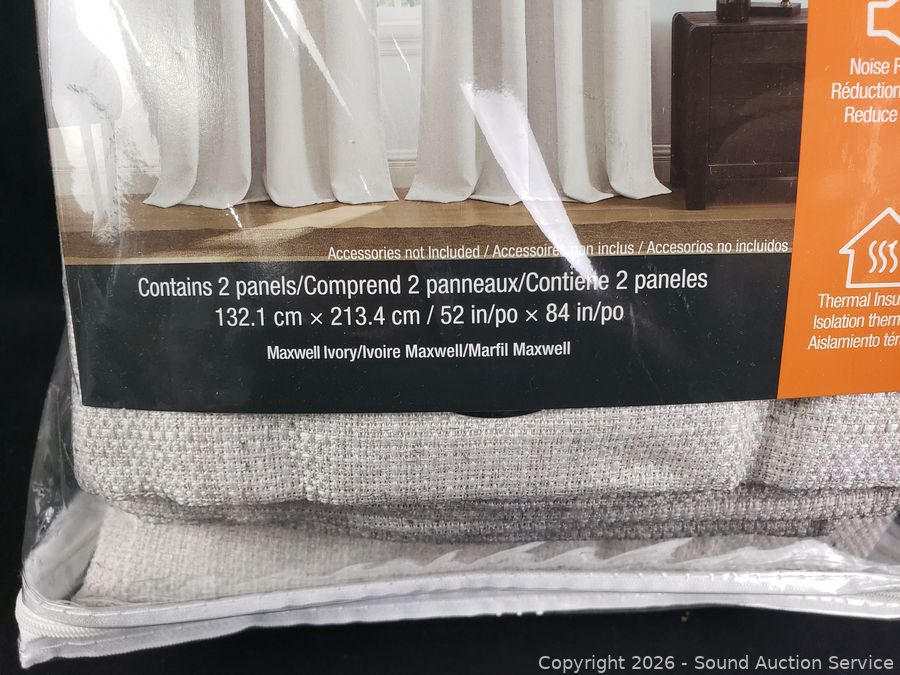 Noise
Réduction
Reduce
Accessories not Included / Accessoires non inclus / Accesorios no incluidos
Contains 2 panels/Comprend 2 panneaux/Contiene 2 paneles
132.1 cm × 213.4 cm / 52 in/po × 84 in/po
Maxwell Ivory/Ivoire Maxwell/Marfil Maxwell
Thermal
Isolation
Aislamiento
Copyright 2026 - Sound Auction Service